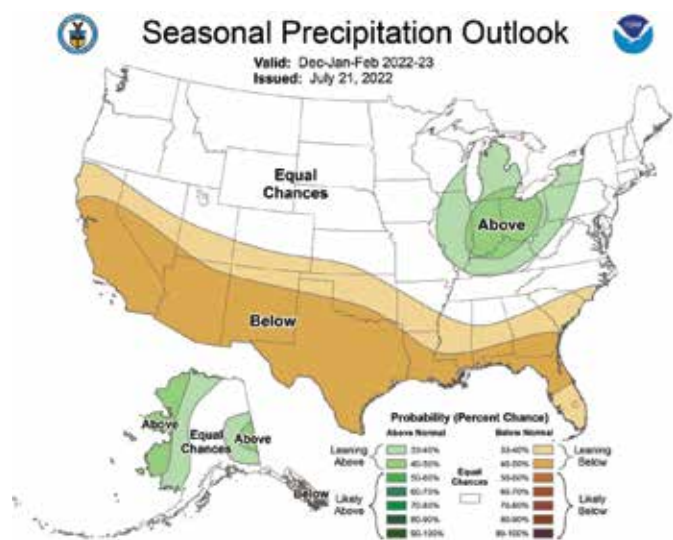 Seasonal Precipitation Outlook
Valid: Dec-Jan-Feb 2022-23
Issued: July 21, 2022
Equal
Chances
Above
Below
Above
Equal
Chances
Above
Below
Probability (Percent Chance)
Above Normal
Below Normal
Leaning
Above
33-40%
40-50%
Likely
Above
50-60%
60-70%
70-80%
80-90%
90-100%
Equal
Chances
33-40%
40-50%
Leaning
Below
50-60%
60-70%
70-80%
80-90%
90-100%
Likely
Below